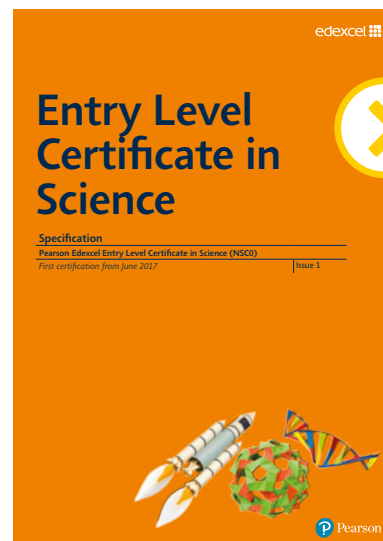 edexcel
Entry Level
Certificate in
Science
Specification
Pearson Edexcel Entry Level Certificate in Science (NSC0)
First certification from June 2017
Issue 1
Pearson